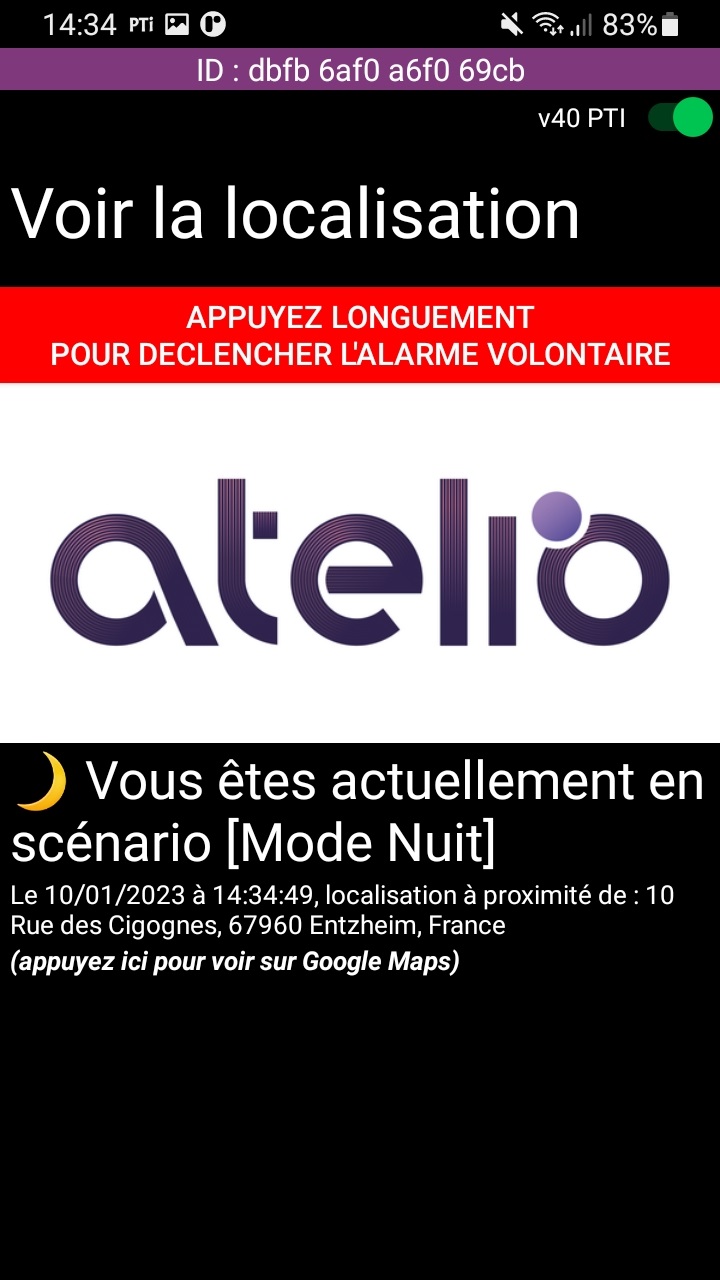 14:34 PTi 83%
ID : dbfb 6af0 a6f0 69cb
v40 PTI
Voir la localisation
APPUYEZ LONGUEMENT
POUR DECLENCHER L'ALARME VOLONTAIRE
atelio
🌙 Vous êtes actuellement en
scénario [Mode Nuit]
Le 10/01/2023 à 14:34:49, localisation à proximité de : 10
Rue des Cigognes, 67960 Entzheim, France
(appuyez ici pour voir sur Google Maps)